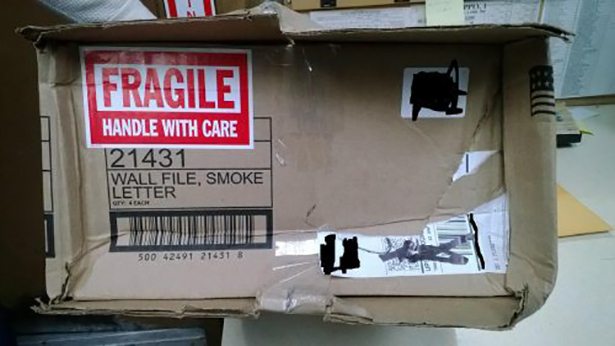 FRAGILE
HANDLE WITH CARE
21431
WALL FILE, SMOKE
LETTER
QTY: 4 EACH
500 42491 21431 8